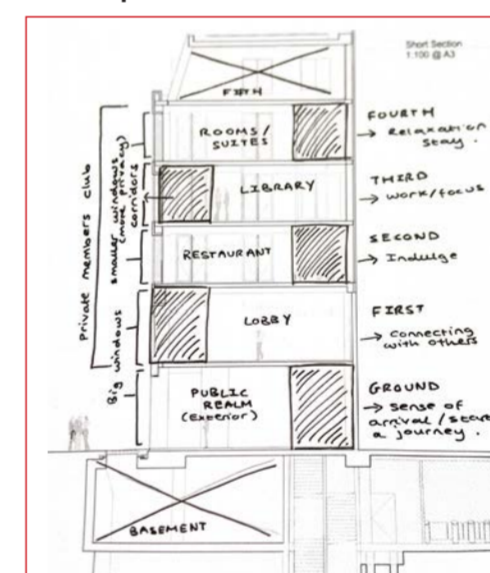 Short Section
1:100 @ A3
FIFTH
ROOMS/
SUITES
FOURTH
→ Relaxation
stay.
LIBRARY
THIRD
→ work/focus
RESTAURANT
SECOND
→ Indulge
LOBBY
FIRST
→ Connecting
with others
PUBLIC
REALM
(Exterior)
GROUND
→ sense of
arrival/start
a journey.
BASEMENT
Private members club
smaller windows
(more privacy)
corridors
Big windows